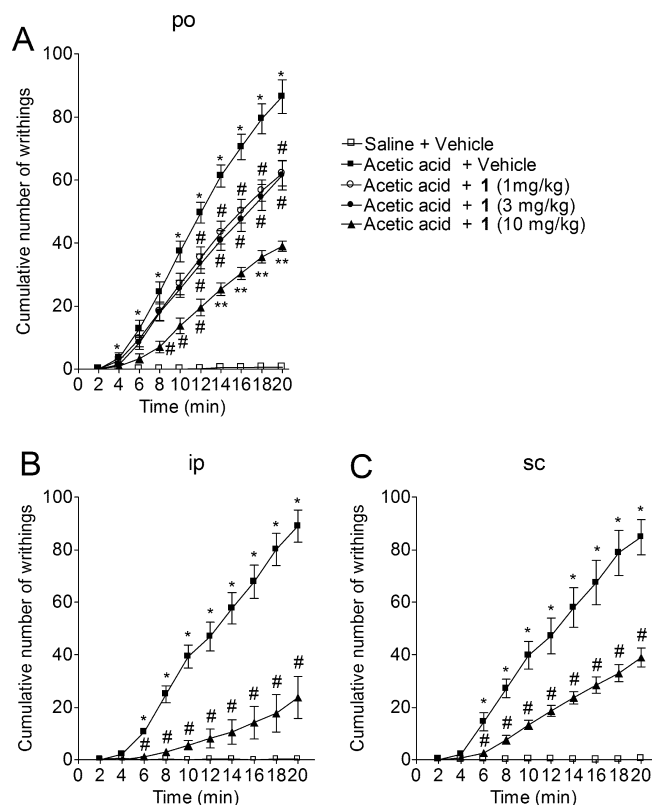 A
po
Cumulative number of writhings
100
80
60
40
20
0
* * * * * * * * *
# # # # #
# # # # #
# # # ** ** ** **
0 2 4 6 8 10 12 14 16 18 20
Time (min)
Saline + Vehicle
Acetic acid + Vehicle
Acetic acid + 1 (1mg/kg)
Acetic acid + 1 (3 mg/kg)
Acetic acid + 1 (10 mg/kg)
B
ip
Cumulative number of writhings
100
80
60
40
20
0
* * * * * * * *
# # # # # # # #
0 2 4 6 8 10 12 14 16 18 20
Time (min)
C
sc
Cumulative number of writhings
100
80
60
40
20
0
* * * * * * * *
# # # # # # # #
0 2 4 6 8 10 12 14 16 18 20
Time (min)